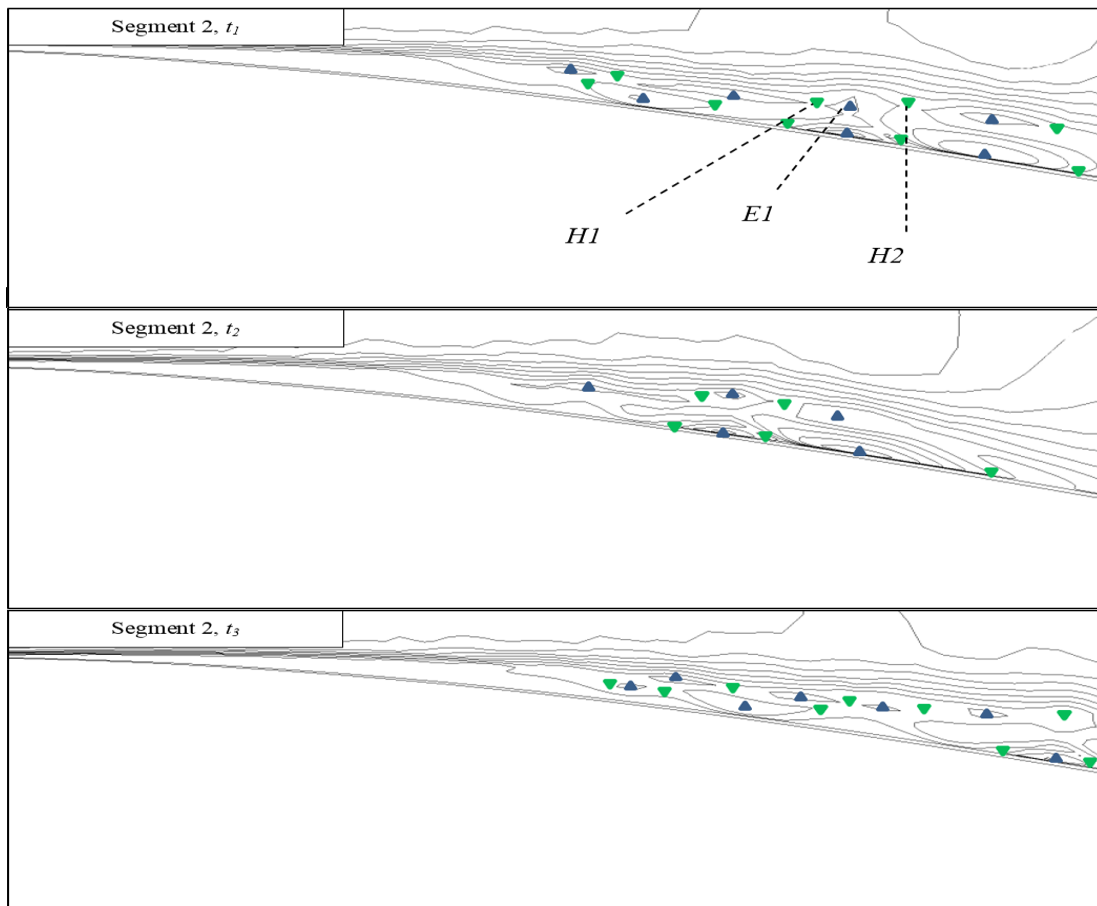 Segment 2, t1
H1
E1
H2
Segment 2, t2
Segment 2, t3